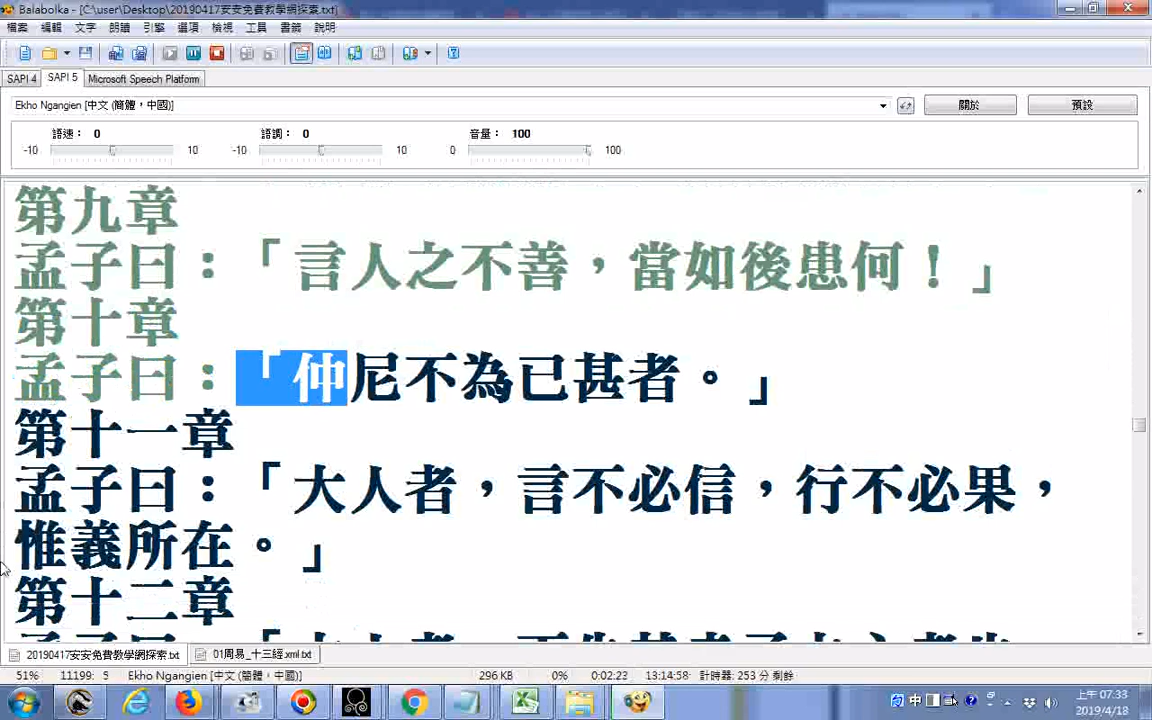 Balabolka - [C:\user\Desktop\20190417安安免費教學網探索.txt]
檔案 編輯 文字 朗讀 引擎 選項 檢視 工具 書籤 說明
SAPI 4 SAPI 5 Microsoft Speech Platform
Ekho Ngangien [中文 (簡體，中國)] 關於 預設
語速： 0 語調： 0 音量： 100
-10 10 -10 10 0 100
第九章
孟子曰：「言人之不善，當如後患何！」
第十章
孟子曰：「仲尼不為已甚者。」
第十一章
孟子曰：「大人者，言不必信，行不必果，
惟義所在。」
第十二章
20190417安安免費教學網探索.txt 01周易_十三經.xml.txt
51% 11199: 5 Ekho Ngangien [中文 (簡體，中國)] 296 KB 0% 0:02:23 13:14:58 計時器: 253 分 剩餘
中 上午 07:33
2019/4/18